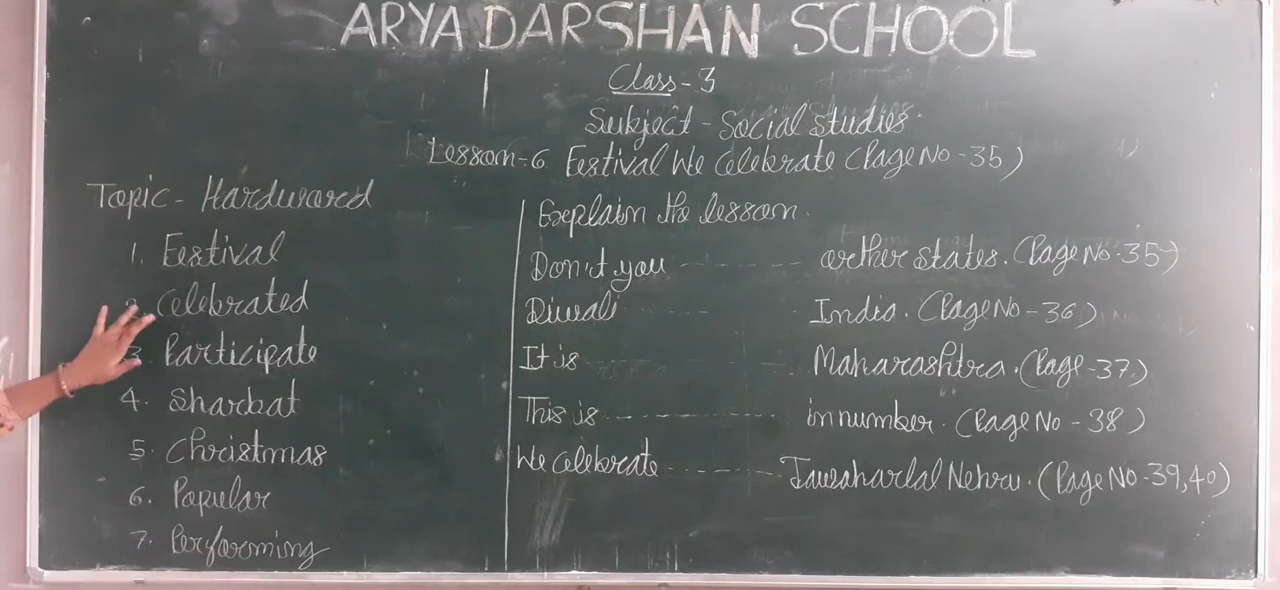 ARYA DARSHAN SCHOOL
Class - 3
Subject - Social studies.
Lesson - 6 Festival We Celebrate (Page No - 35)
Topic - Hardword
1. Festival
2. Celebrated
3. Participate
4. Sharbat
5. Christmas
6. Popular
7. Performing
Explain the lesson.
Don't you ------- other states. (Page No - 35)
Diwali ---- India. (Page No - 36)
It is ------- Maharashtra. (Page - 37)
This is ------- in number. (Page No - 38)
We celebrate ------- Jawaharlal Nehru. (Page No - 39,40)